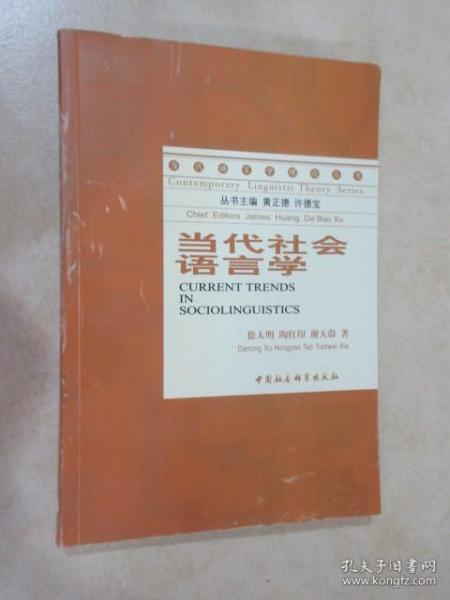 当代语言学理论丛书
Contemporary Linguistic Theory Series
丛书主编 黄正德 许德宝
Chief Editors James Huang De Bao Xu
当代社会
语言学
CURRENT TRENDS
IN
SOCIOLINGUISTICS
徐大明 陶红印 谢天蔚 著
Daming Xu Hongyen Tao Tianwei Xie
中国社会科学出版社
孔夫子旧书网
www.kongfz.com